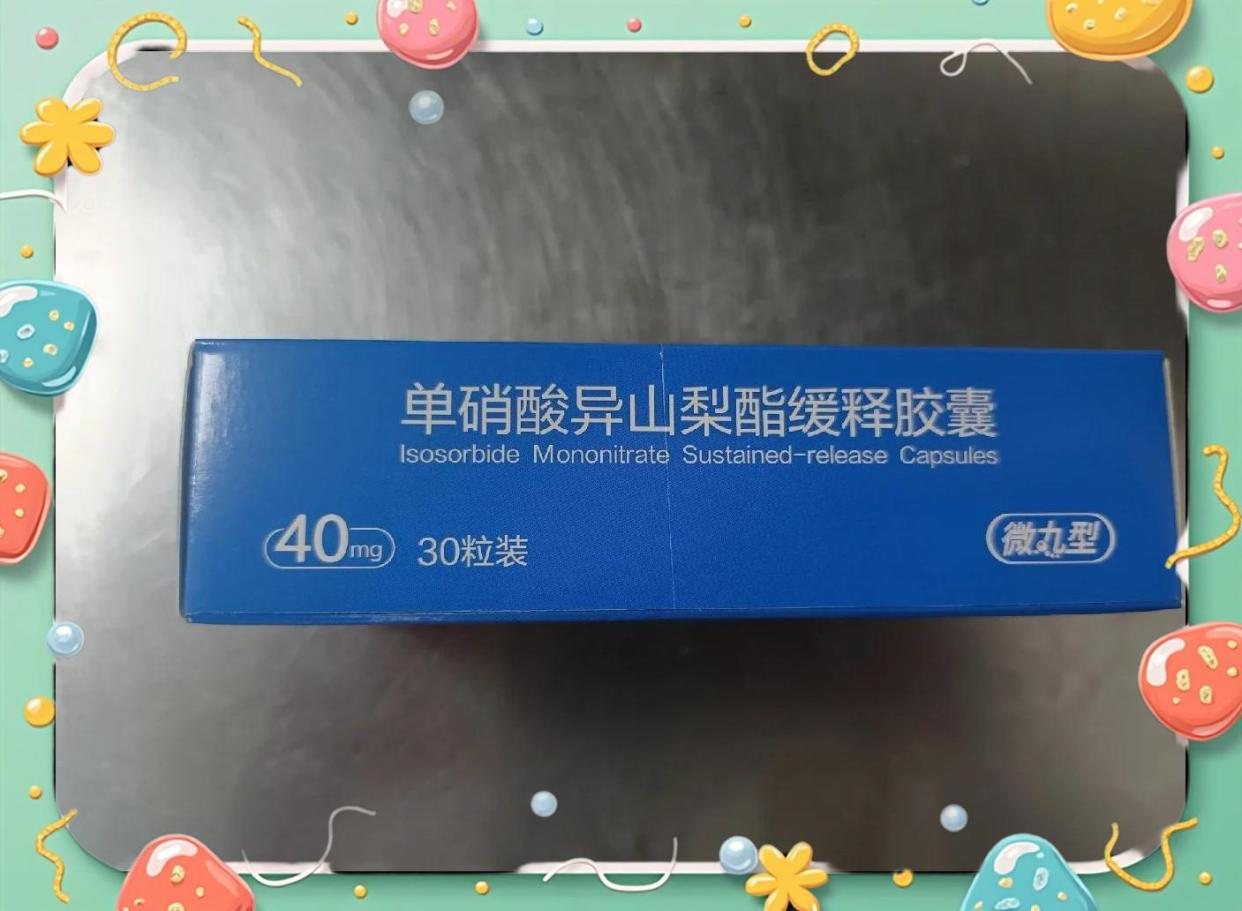 单硝酸异山梨酯缓释胶囊
Isosorbide Mononitrate Sustained-release Capsules
40mg 30粒装
微丸型